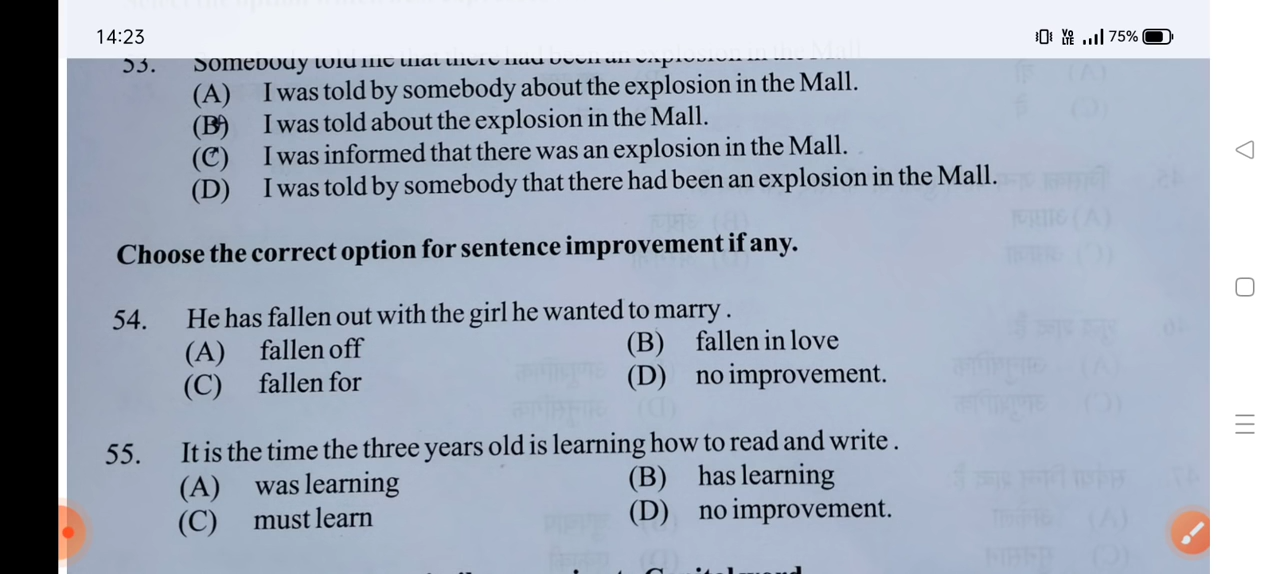 14:23
VO LTE 75%
53. Somebody told me that there had been an explosion in the Mall
(A) I was told by somebody about the explosion in the Mall.
(B) I was told about the explosion in the Mall.
(C) I was informed that there was an explosion in the Mall.
(D) I was told by somebody that there had been an explosion in the Mall.
Choose the correct option for sentence improvement if any.
54. He has fallen out with the girl he wanted to marry .
(A) fallen off (B) fallen in love
(C) fallen for (D) no improvement.
55. It is the time the three years old is learning how to read and write .
(A) was learning (B) has learning
(C) must learn (D) no improvement.